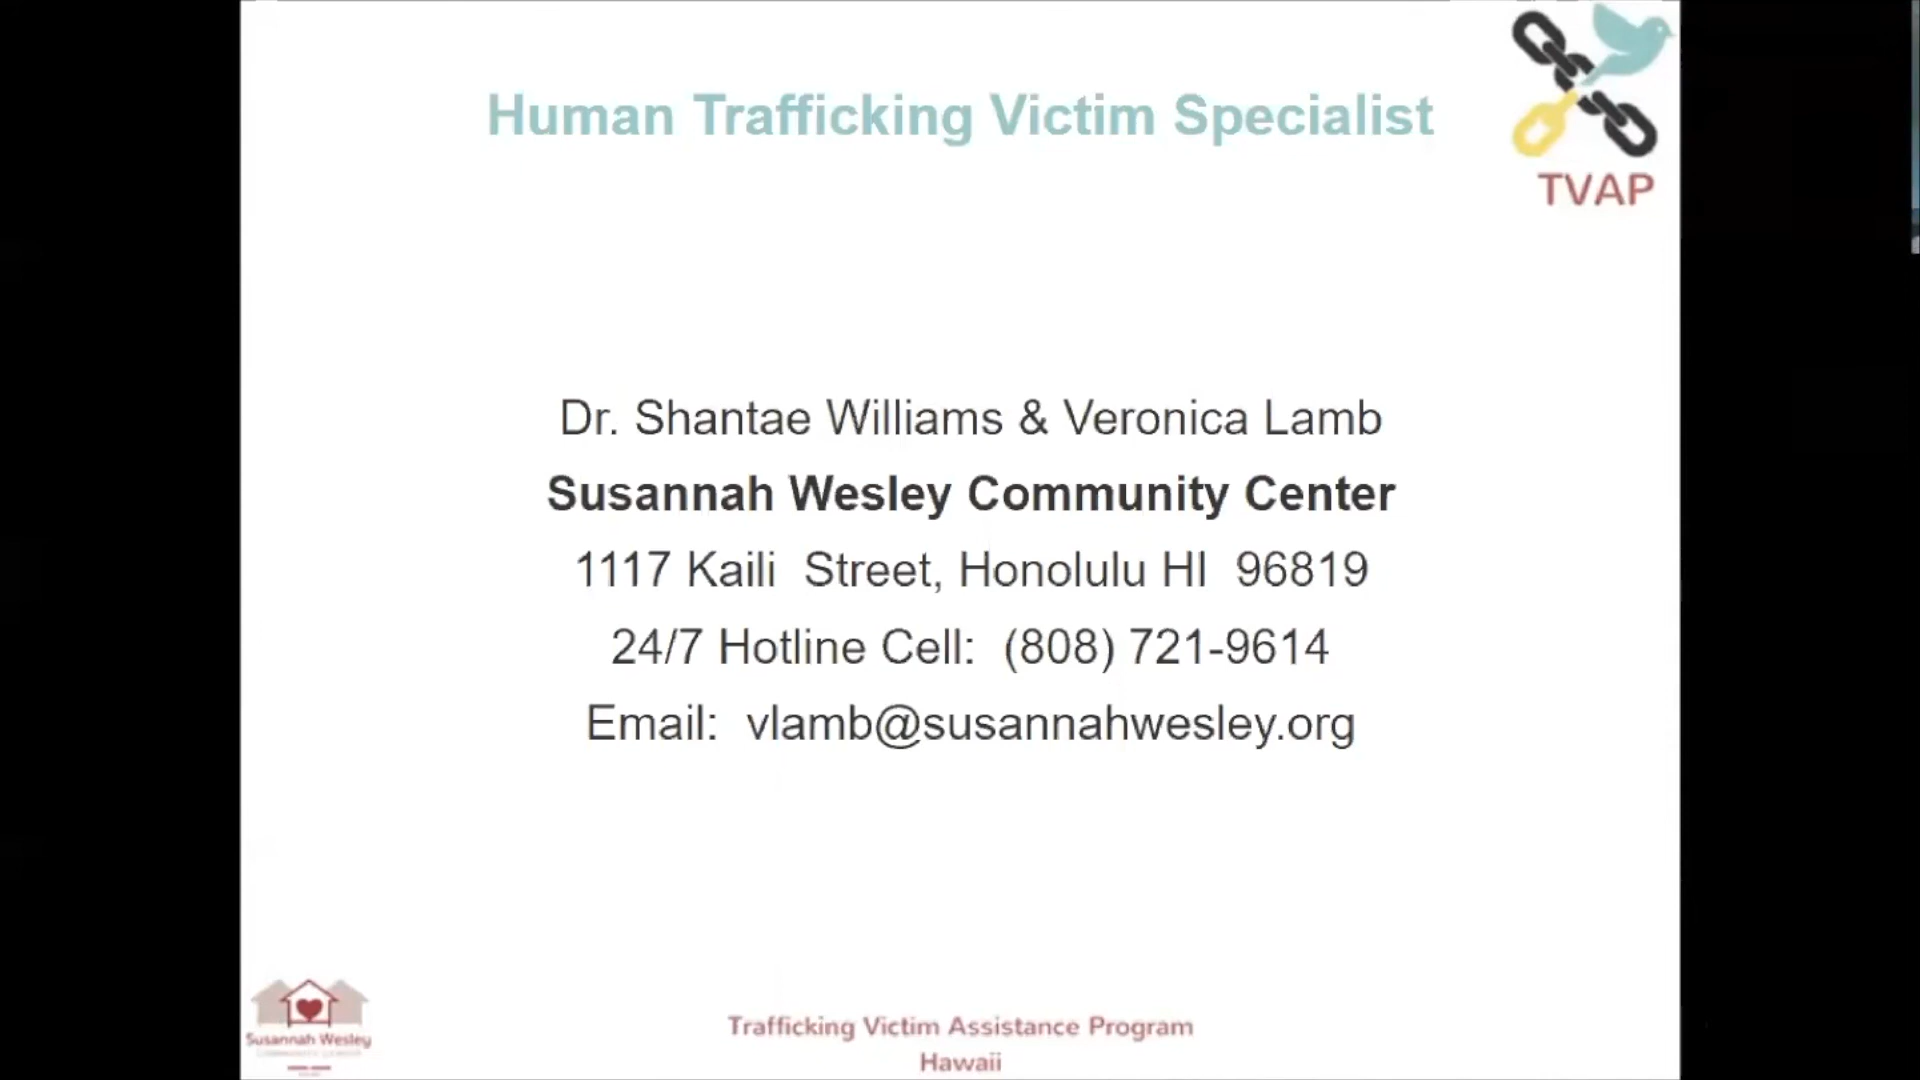 Human Trafficking Victim Specialist
TVAP
Dr. Shantae Williams & Veronica Lamb
Susannah Wesley Community Center
1117 Kaili Street, Honolulu HI 96819
24/7 Hotline Cell: (808) 721-9614
Email: vlamb@susannahwesley.org
Susannah Wesley
Trafficking Victim Assistance Program
Hawaii